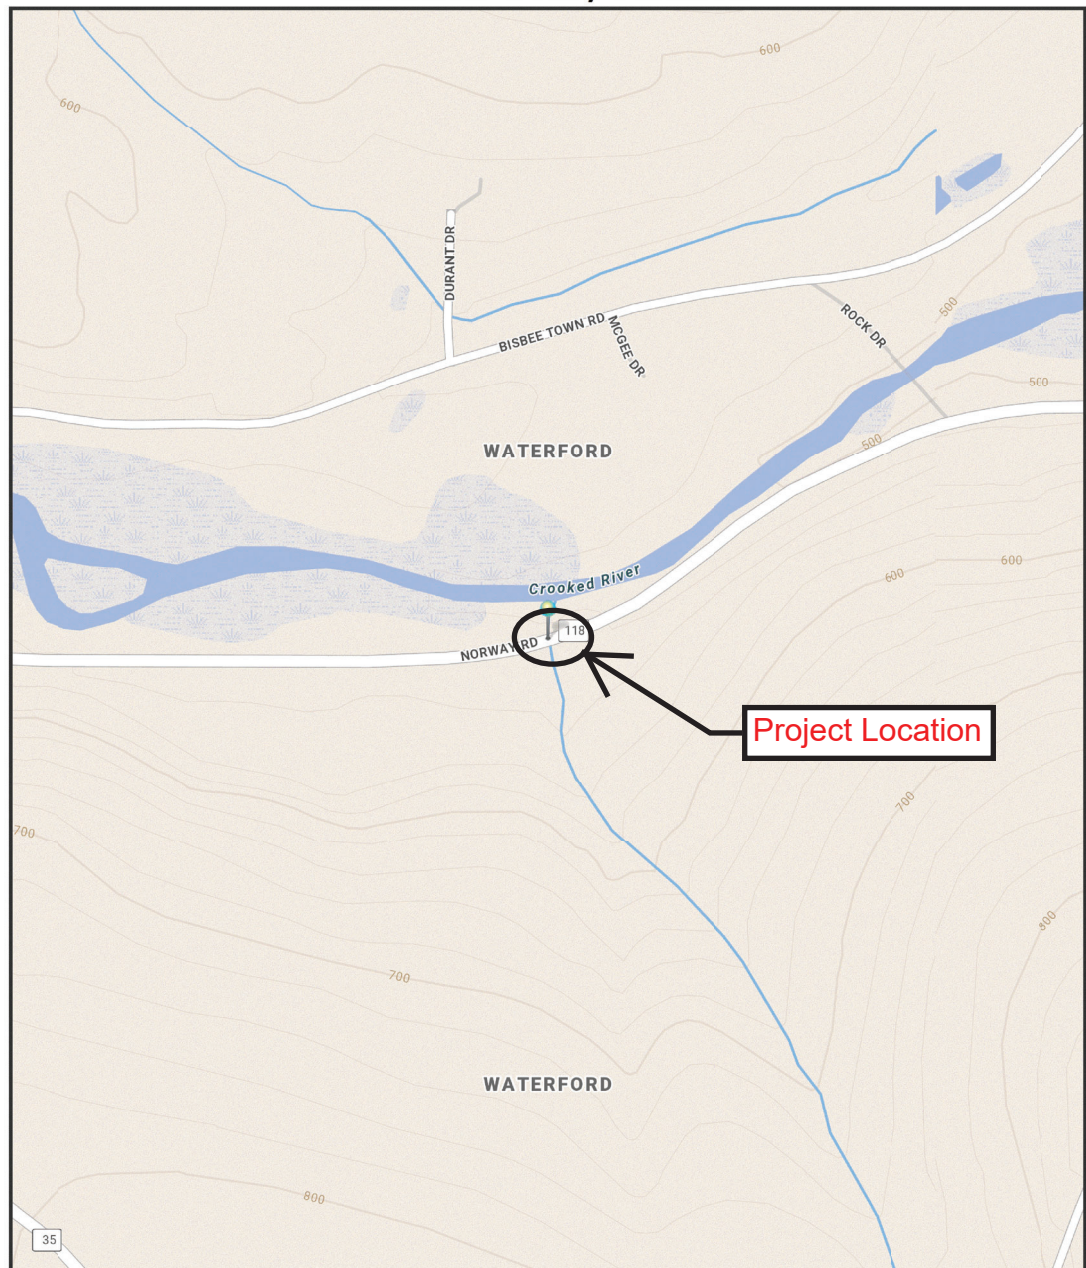 600
600
DURANT DR
BISBEE TOWN RD
MCGEE DR
ROCK DR
500
500
500
WATERFORD
Crooked River
600
600
118
NORWAY RD
Project Location
700
700
800
700
WATERFORD
800
35